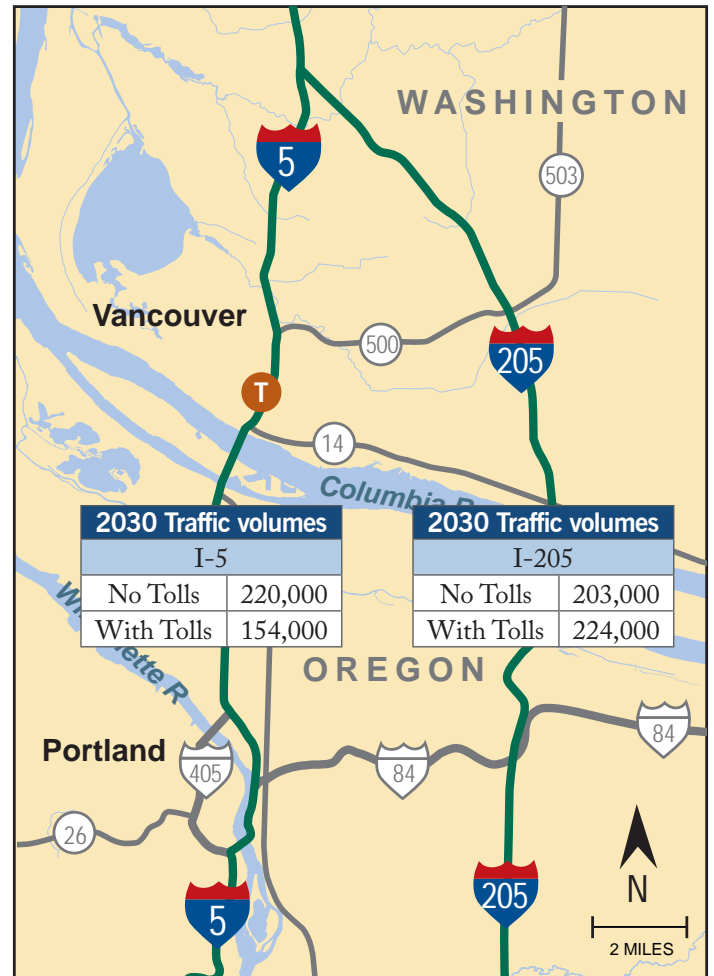 WASHINGTON
5
503
Vancouver
500
205
T
14
Columbia
2030 Traffic volumes
I-5
No Tolls 220,000
With Tolls 154,000
2030 Traffic volumes
I-205
No Tolls 203,000
With Tolls 224,000
OREGON
ette R
Portland
405
84
84
26
5
205
N
2 MILES